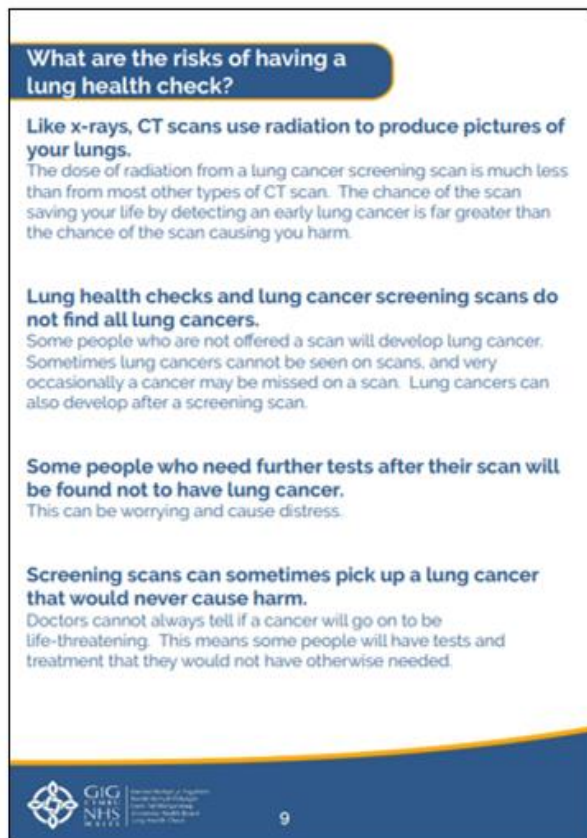 What are the risks of having a
lung health check?
Like x-rays, CT scans use radiation to produce pictures of
your lungs.
The dose of radiation from a lung cancer screening scan is much less
than from most other types of CT scan. The chance of the scan
saving your life by detecting an early lung cancer is far greater than
the chance of the scan causing you harm.
Lung health checks and lung cancer screening scans do
not find all lung cancers.
Some people who are not offered a scan will develop lung cancer.
Sometimes lung cancers cannot be seen on scans, and very
occasionally a cancer may be missed on a scan. Lung cancers can
also develop after a screening scan.
Some people who need further tests after their scan will
be found not to have lung cancer.
This can be worrying and cause distress.
Screening scans can sometimes pick up a lung cancer
that would never cause harm.
Doctors cannot always tell if a cancer will go on to be
life-threatening. This means some people will have tests and
treatment that they would not have otherwise needed.
GIG
CYMRU
NHS
WALES
University Health Board
Lung Health Check
9